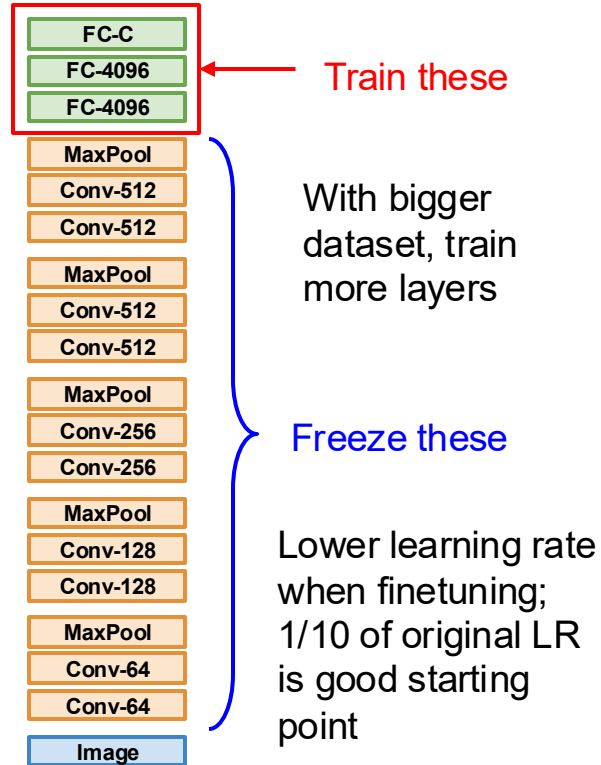 FC-C
FC-4096
FC-4096
Train these
MaxPool
Conv-512
Conv-512
With bigger
dataset, train
more layers
MaxPool
Conv-512
Conv-512
MaxPool
Conv-256
Conv-256
Freeze these
MaxPool
Conv-128
Conv-128
Lower learning rate
when finetuning;
1/10 of original LR
is good starting
point
MaxPool
Conv-64
Conv-64
Image